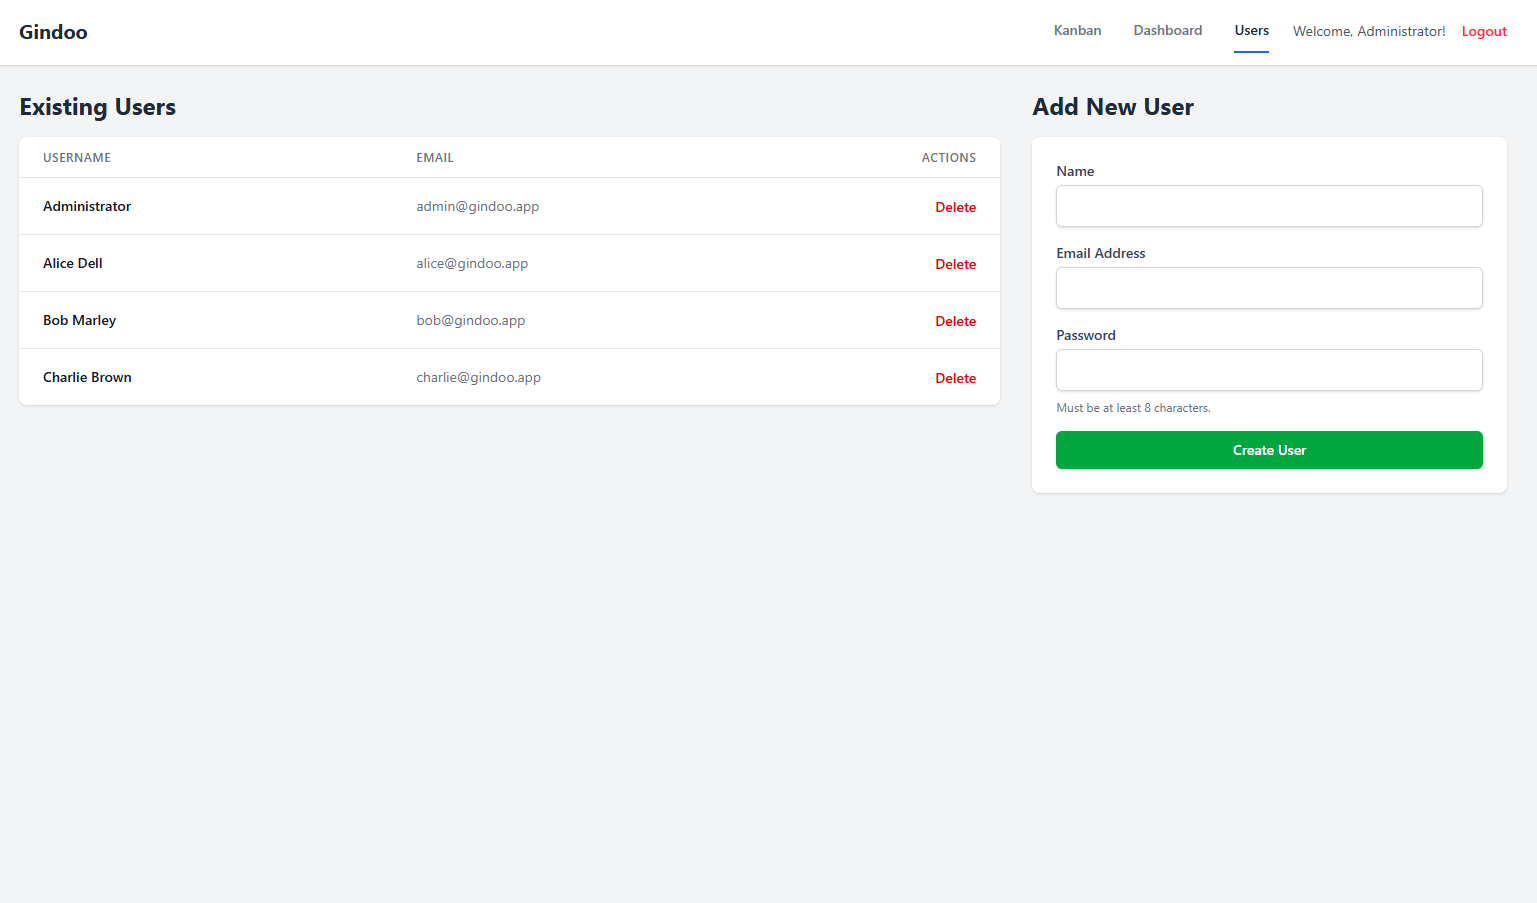 Gindoo
Kanban Dashboard Users Welcome, Administrator! Logout
Existing Users
USERNAME EMAIL ACTIONS
Administrator admin@gindoo.app Delete
Alice Dell alice@gindoo.app Delete
Bob Marley bob@gindoo.app Delete
Charlie Brown charlie@gindoo.app Delete
Add New User
Name
Email Address
Password
Must be at least 8 characters.
Create User